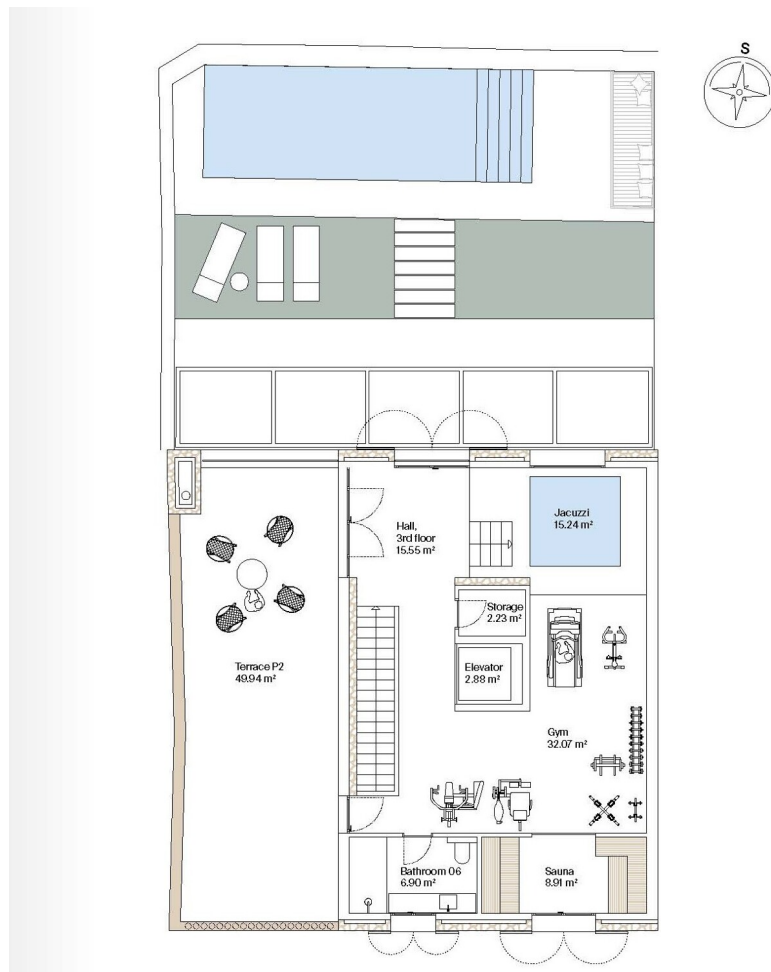 S
Jacuzzi
15.24 m²
Hall,
3rd floor
15.55 m²
Storage
2.23 m²
Elevator
2.88 m²
Terrace P2
49.94 m²
Gym
32.07 m²
Bathroom 06
6.90 m²
Sauna
8.91 m²